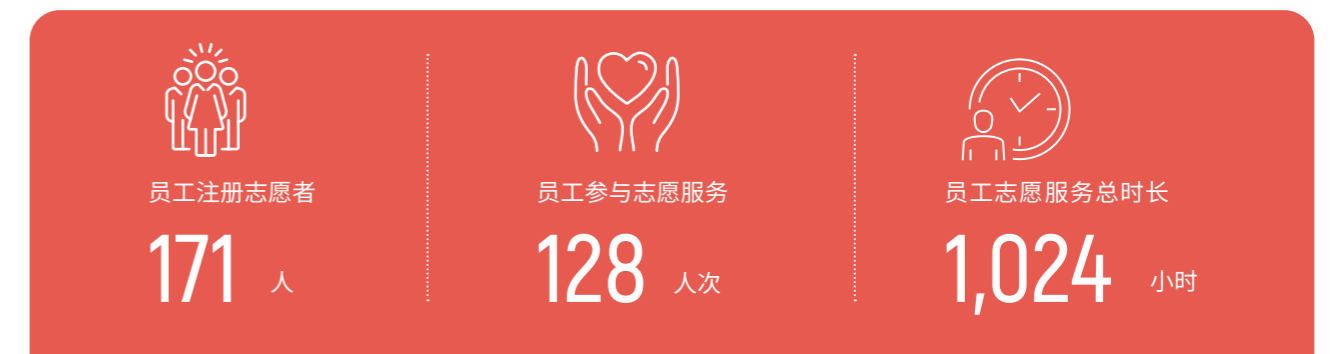 员工注册志愿者
171 人
员工参与志愿服务
128 人次
员工志愿服务总时长
1,024 小时